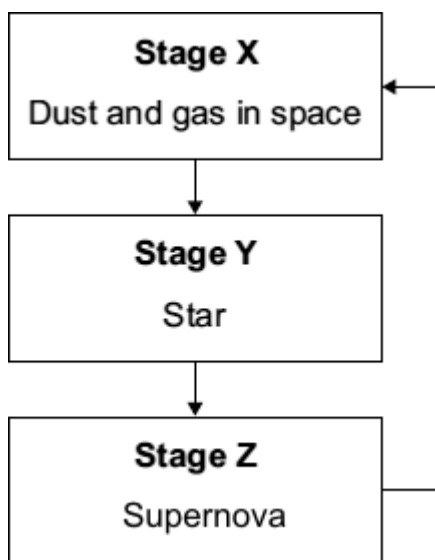 Stage X
Dust and gas in space
Stage Y
Star
Stage Z
Supernova